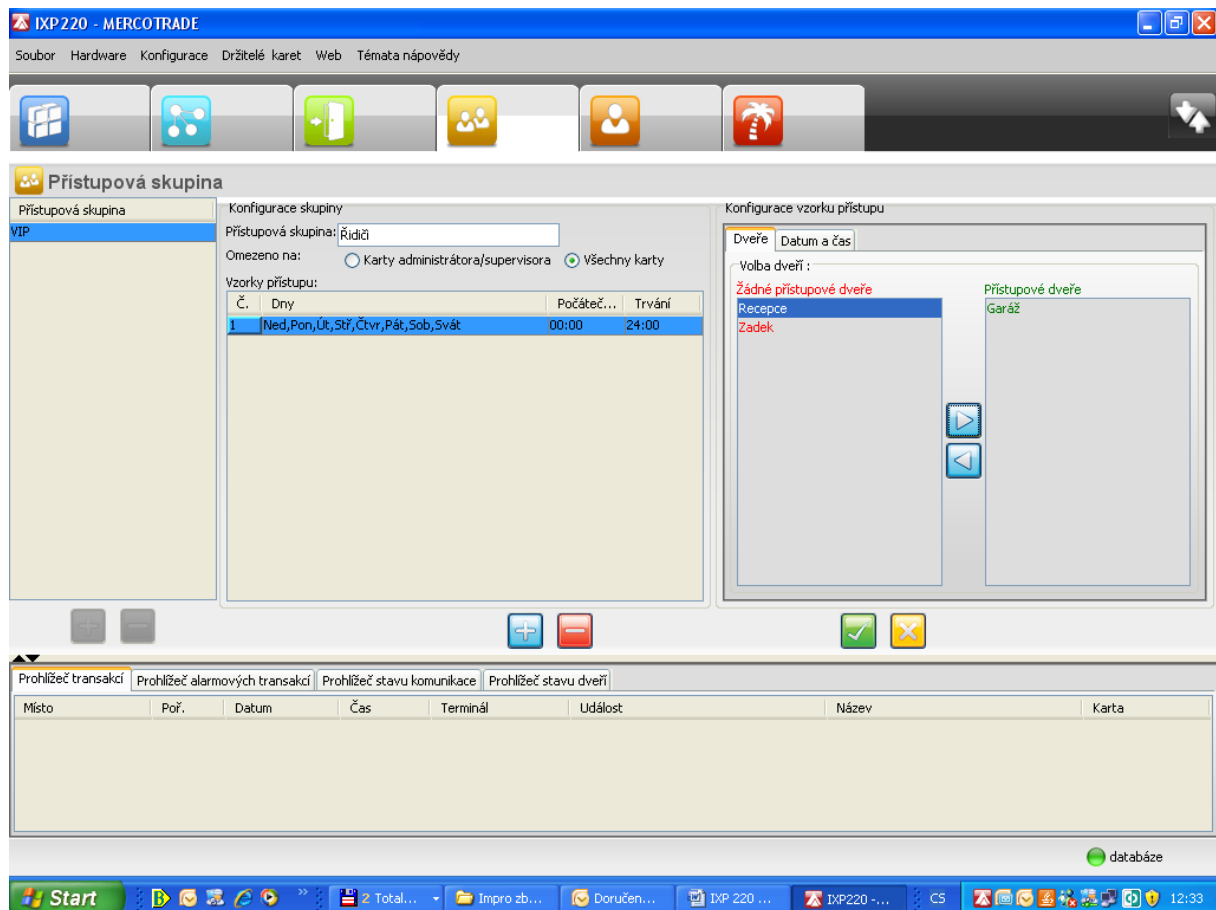 IXP220 - MERCOTRADE
Soubor Hardware Konfigurace Držitelé karet Web Témata nápovědy
Přístupová skupina
Přístupová skupina
VIP
Konfigurace skupiny
Přístupová skupina: Řidiči
Omezeno na: Karty administrátora/supervisora Všechny karty
Vzorky přístupu:
Č. Dny Počáteč... Trvání
1 Ned,Pon,Út,Stř,Čtvr,Pát,Sob,Svát 00:00 24:00
Konfigurace vzorku přístupu
Dveře Datum a čas
Volba dveří :
Žádné přístupové dveře Přístupové dveře
Recepce Garáž
Zadek
Prohlížeč transakcí Prohlížeč alarmových transakcí Prohlížeč stavu komunikace Prohlížeč stavu dveří
Místo Poř. Datum Čas Terminál Událost Název Karta
databáze
Start 2 Total... Impro zb... Doručen... IXP 220 ... IXP220 -... CS 12:33